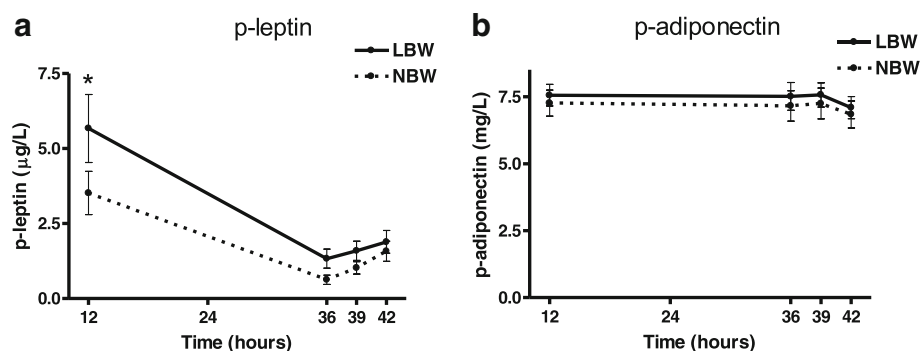 a
p-leptin
LBW
NBW
7.5
5.0
2.5
0.0
*
p-leptin (μg/L)
12
24
36
39
42
Time (hours)
b
p-adiponectin
LBW
NBW
7.5
5.0
2.5
0.0
p-adiponectin (mg/L)
12
24
36
39
42
Time (hours)